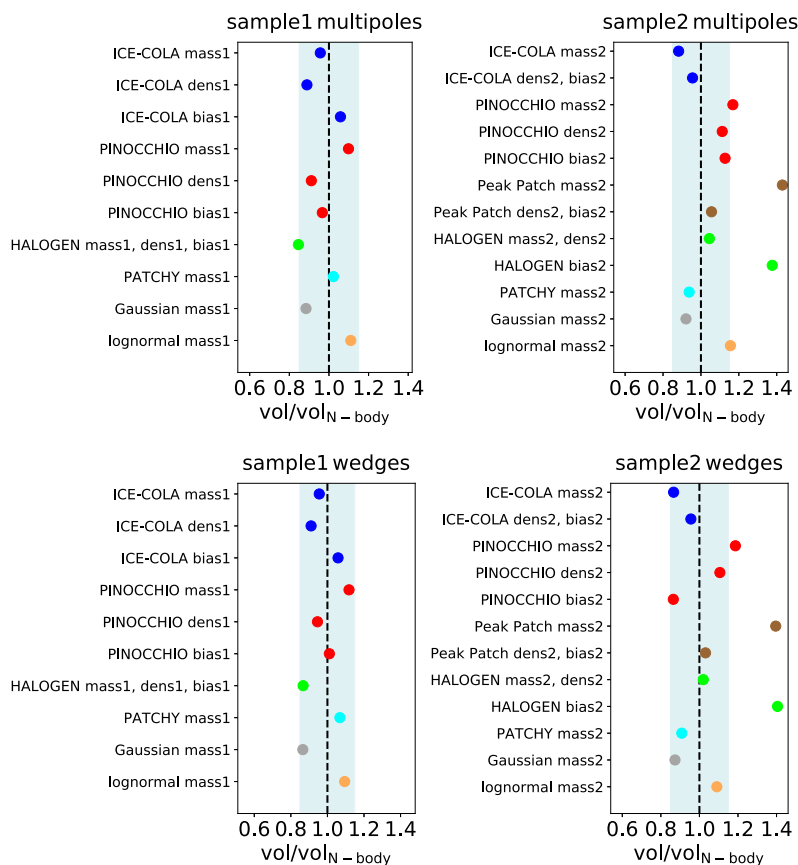 sample1 multipoles
ICE-COLA mass1
ICE-COLA dens1
ICE-COLA bias1
PINOCCHIO mass1
PINOCCHIO dens1
PINOCCHIO bias1
HALOGEN mass1, dens1, bias1
PATCHY mass1
Gaussian mass1
lognormal mass1
0.6 0.8 1.0 1.2 1.4
vol/vol_N−body
sample2 multipoles
ICE-COLA mass2
ICE-COLA dens2, bias2
PINOCCHIO mass2
PINOCCHIO dens2
PINOCCHIO bias2
Peak Patch mass2
Peak Patch dens2, bias2
HALOGEN mass2, dens2
HALOGEN bias2
PATCHY mass2
Gaussian mass2
lognormal mass2
0.6 0.8 1.0 1.2 1.4
vol/vol_N−body
sample1 wedges
ICE-COLA mass1
ICE-COLA dens1
ICE-COLA bias1
PINOCCHIO mass1
PINOCCHIO dens1
PINOCCHIO bias1
HALOGEN mass1, dens1, bias1
PATCHY mass1
Gaussian mass1
lognormal mass1
0.6 0.8 1.0 1.2 1.4
vol/vol_N−body
sample2 wedges
ICE-COLA mass2
ICE-COLA dens2, bias2
PINOCCHIO mass2
PINOCCHIO dens2
PINOCCHIO bias2
Peak Patch mass2
Peak Patch dens2, bias2
HALOGEN mass2, dens2
HALOGEN bias2
PATCHY mass2
Gaussian mass2
lognormal mass2
0.6 0.8 1.0 1.2 1.4
vol/vol_N−body